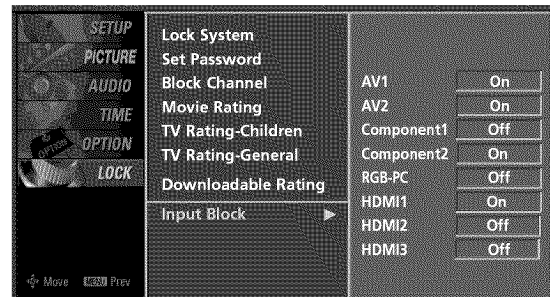 SETUP
PICTURE
AUDIO
TIME
OPTION
LOCK
Move MENU Prev
Lock System
Set Password
Block Channel
Movie Rating
TV Rating-Children
TV Rating-General
Downloadable Rating
Input Block
AV1 On
AV2 On
Component1 Off
Component2 On
RGB-PC Off
HDMI1 On
HDMI2 Off
HDMI3 Off